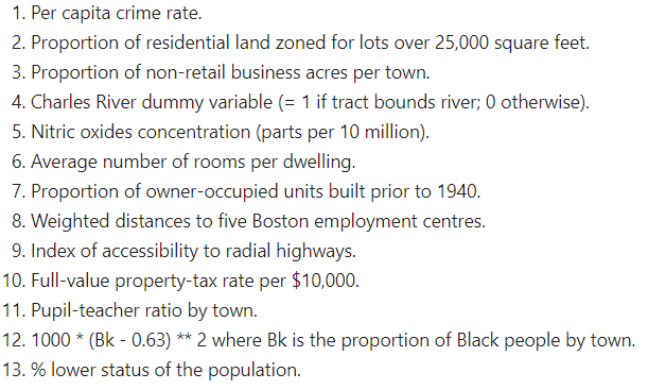 1. Per capita crime rate.
2. Proportion of residential land zoned for lots over 25,000 square feet.
3. Proportion of non-retail business acres per town.
4. Charles River dummy variable (= 1 if tract bounds river; 0 otherwise).
5. Nitric oxides concentration (parts per 10 million).
6. Average number of rooms per dwelling.
7. Proportion of owner-occupied units built prior to 1940.
8. Weighted distances to five Boston employment centres.
9. Index of accessibility to radial highways.
10. Full-value property-tax rate per $10,000.
11. Pupil-teacher ratio by town.
12. 1000 * (Bk - 0.63) ** 2 where Bk is the proportion of Black people by town.
13. % lower status of the population.